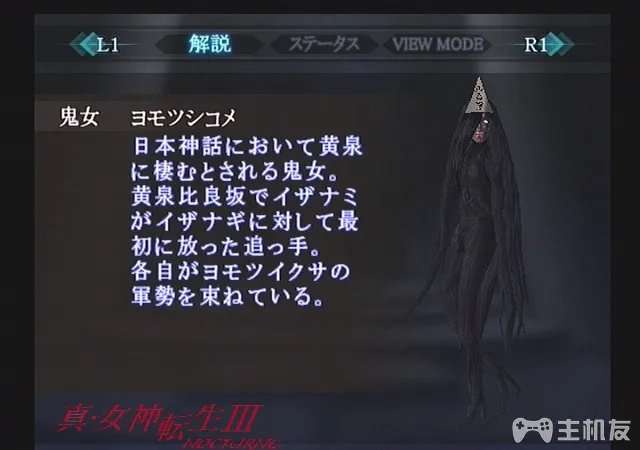 L1 解説 ステータス VIEW MODE R1
鬼女 ヨモツシコメ
日本神話において黄泉
に棲むとされる鬼女。
黄泉比良坂でイザナミ
がイザナギに対して最
初に放った追っ手。
各自がヨモツイクサの
軍勢を束ねている。
真・女神転生III
NOCTURNE
主机友